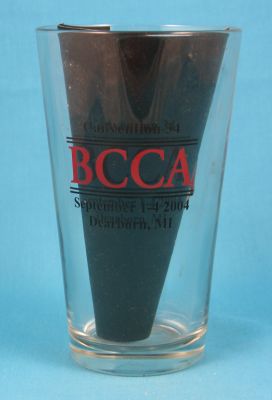 Convention 34
BCCA
September 1-4 2004
Dearborn, MI